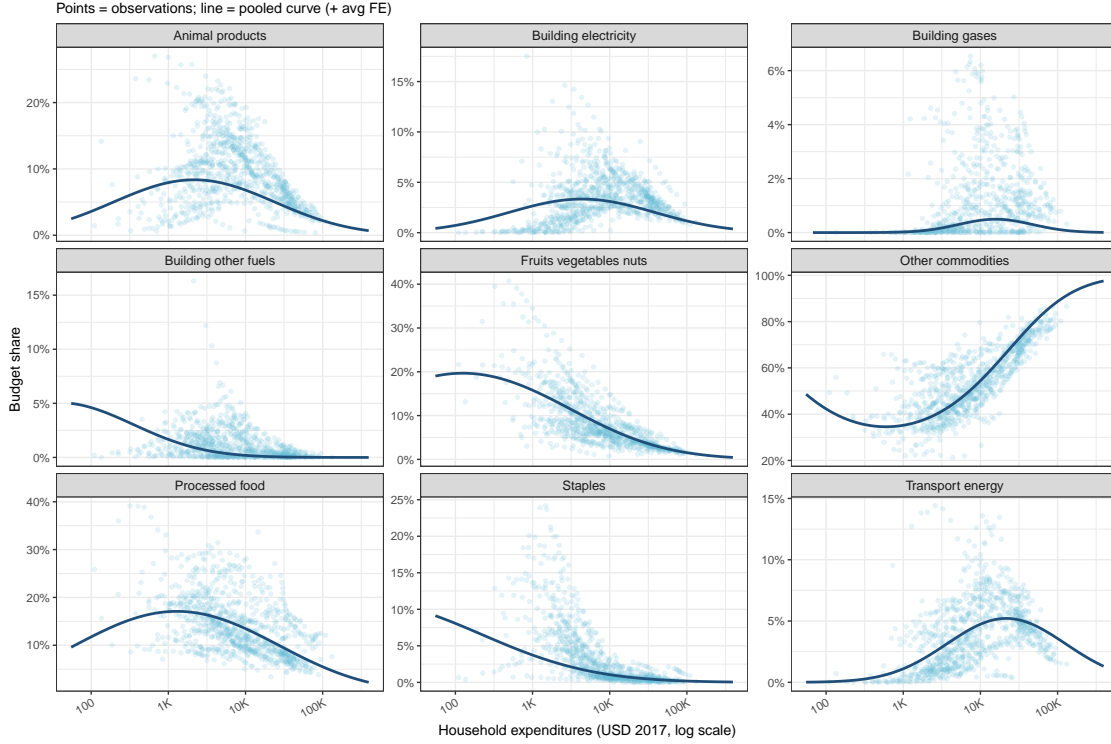 Points = observations; line = pooled curve (+ avg FE)
Animal products
Building electricity
Building gases
20%
10%
0%
15%
10%
5%
0%
6%
4%
2%
0%
Building other fuels
Fruits vegetables nuts
Other commodities
15%
10%
5%
0%
40%
30%
20%
10%
0%
100%
80%
60%
40%
20%
Budget share
Processed food
Staples
Transport energy
40%
30%
20%
10%
25%
20%
15%
10%
5%
0%
15%
10%
5%
0%
100
1K
10K
100K
100
1K
10K
100K
100
1K
10K
100K
Household expenditures (USD 2017, log scale)